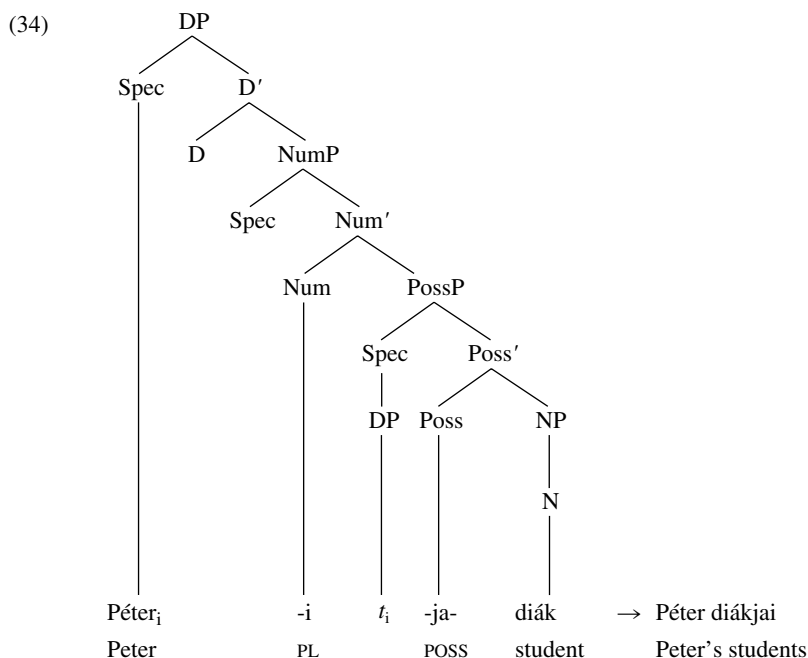 (34) DP
Spec D′
D NumP
Spec Num′
Num PossP
Spec Poss′
DP Poss NP
N
Péterᵢ -i tᵢ -ja- diák → Péter diákjai
Peter PL POSS student Peter's students